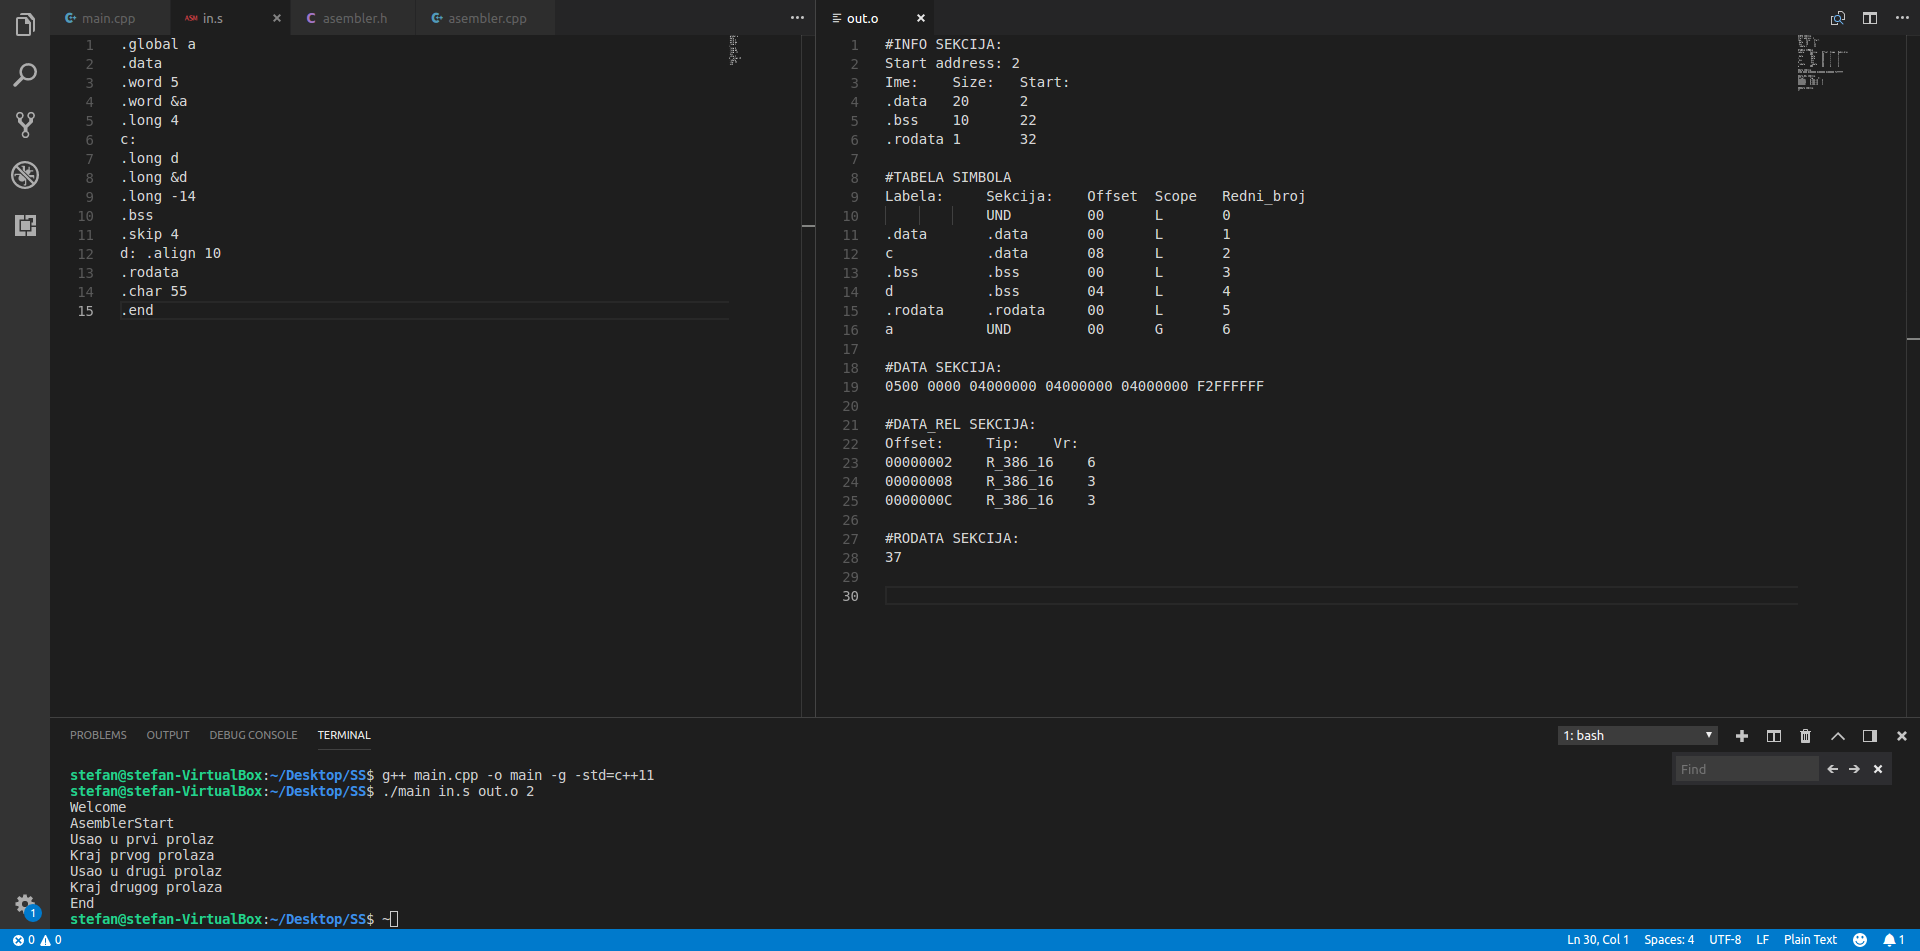 main.cpp
ASM in.s
C asembler.h
asembler.cpp
out.o
1 .global a
2 .data
3 .word 5
4 .word &a
5 .long 4
6 c:
7 .long d
8 .long &d
9 .long -14
10 .bss
11 .skip 4
12 d: .align 10
13 .rodata
14 .char 55
15 .end
1 #INFO SEKCIJA:
2 Start address: 2
3 Ime: Size: Start:
4 .data 20 2
5 .bss 10 22
6 .rodata 1 32
7
8 #TABELA SIMBOLA
9 Labela: Sekcija: Offset Scope Redni_broj
10 UND 00 L 0
11 .data .data 00 L 1
12 c .data 08 L 2
13 .bss .bss 00 L 3
14 d .bss 04 L 4
15 .rodata .rodata 00 L 5
16 a UND 00 G 6
17
18 #DATA SEKCIJA:
19 0500 0000 04000000 04000000 04000000 F2FFFFFF
20
21 #DATA_REL SEKCIJA:
22 Offset: Tip: Vr:
23 00000002 R_386_16 6
24 00000008 R_386_16 3
25 0000000C R_386_16 3
26
27 #RODATA SEKCIJA:
28 37
29
30
PROBLEMS OUTPUT DEBUG CONSOLE TERMINAL
1: bash
Find
stefan@stefan-VirtualBox:~/Desktop/SS$ g++ main.cpp -o main -g -std=c++11
stefan@stefan-VirtualBox:~/Desktop/SS$ ./main in.s out.o 2
Welcome
AsemblerStart
Usao u prvi prolaz
Kraj prvog prolaza
Usao u drugi prolaz
Kraj drugog prolaza
End
stefan@stefan-VirtualBox:~/Desktop/SS$ ~
1
0 0
Ln 30, Col 1 Spaces: 4 UTF-8 LF Plain Text 1